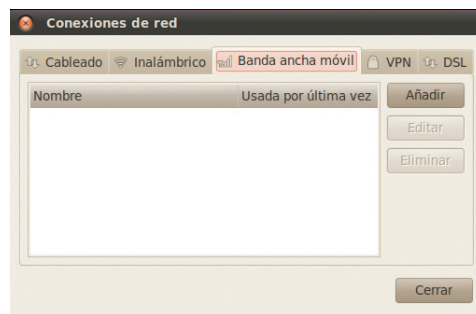 Conexiones de red
Cableado Inalámbrico Banda ancha móvil VPN DSL
Nombre Usada por última vez Añadir
Editar
Eliminar
Cerrar